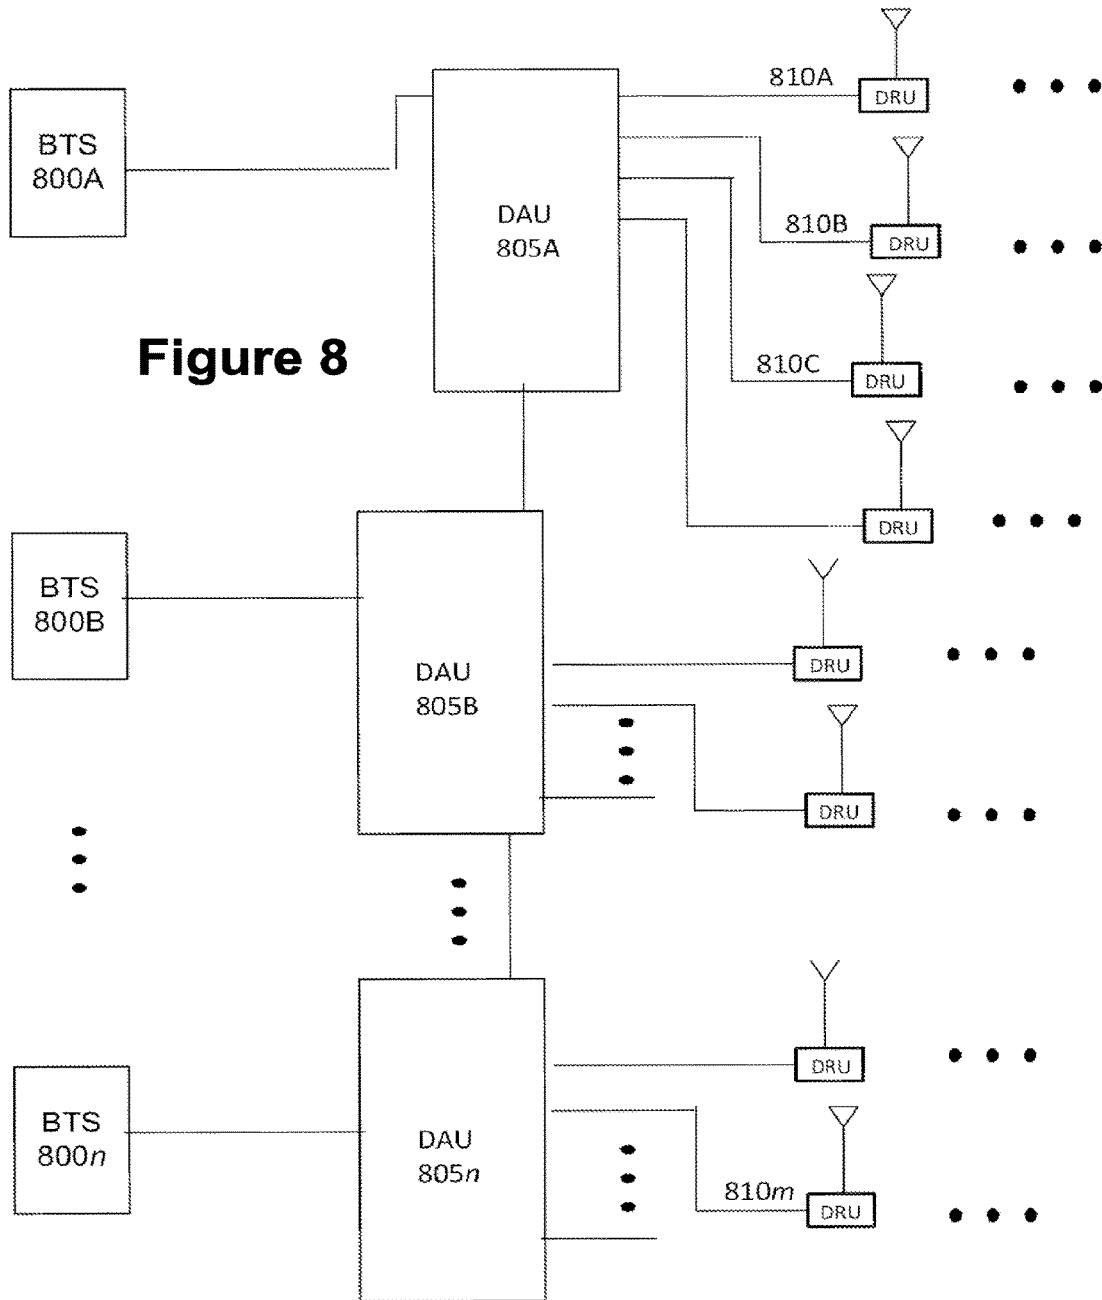 810A
DRU
BTS
800A
DAU
805A
810B
DRU
Figure 8
810C
DRU
DRU
BTS
800B
DAU
805B
DRU
DRU
DRU
BTS
800n
DAU
805n
810m
DRU